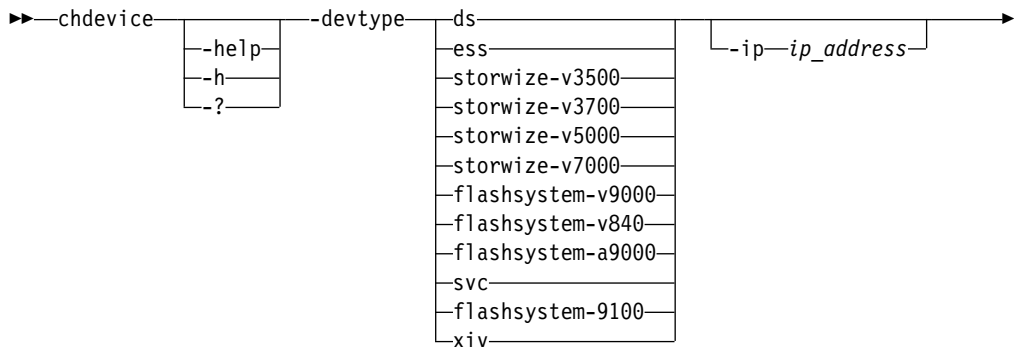 ►►—chdevice -devtype ds ►
-help ess -ip ip_address
-h storwize-v3500
-? storwize-v3700
storwize-v5000
storwize-v7000
flashsystem-v9000
flashsystem-v840
flashsystem-a9000
svc
flashsystem-9100
xiv